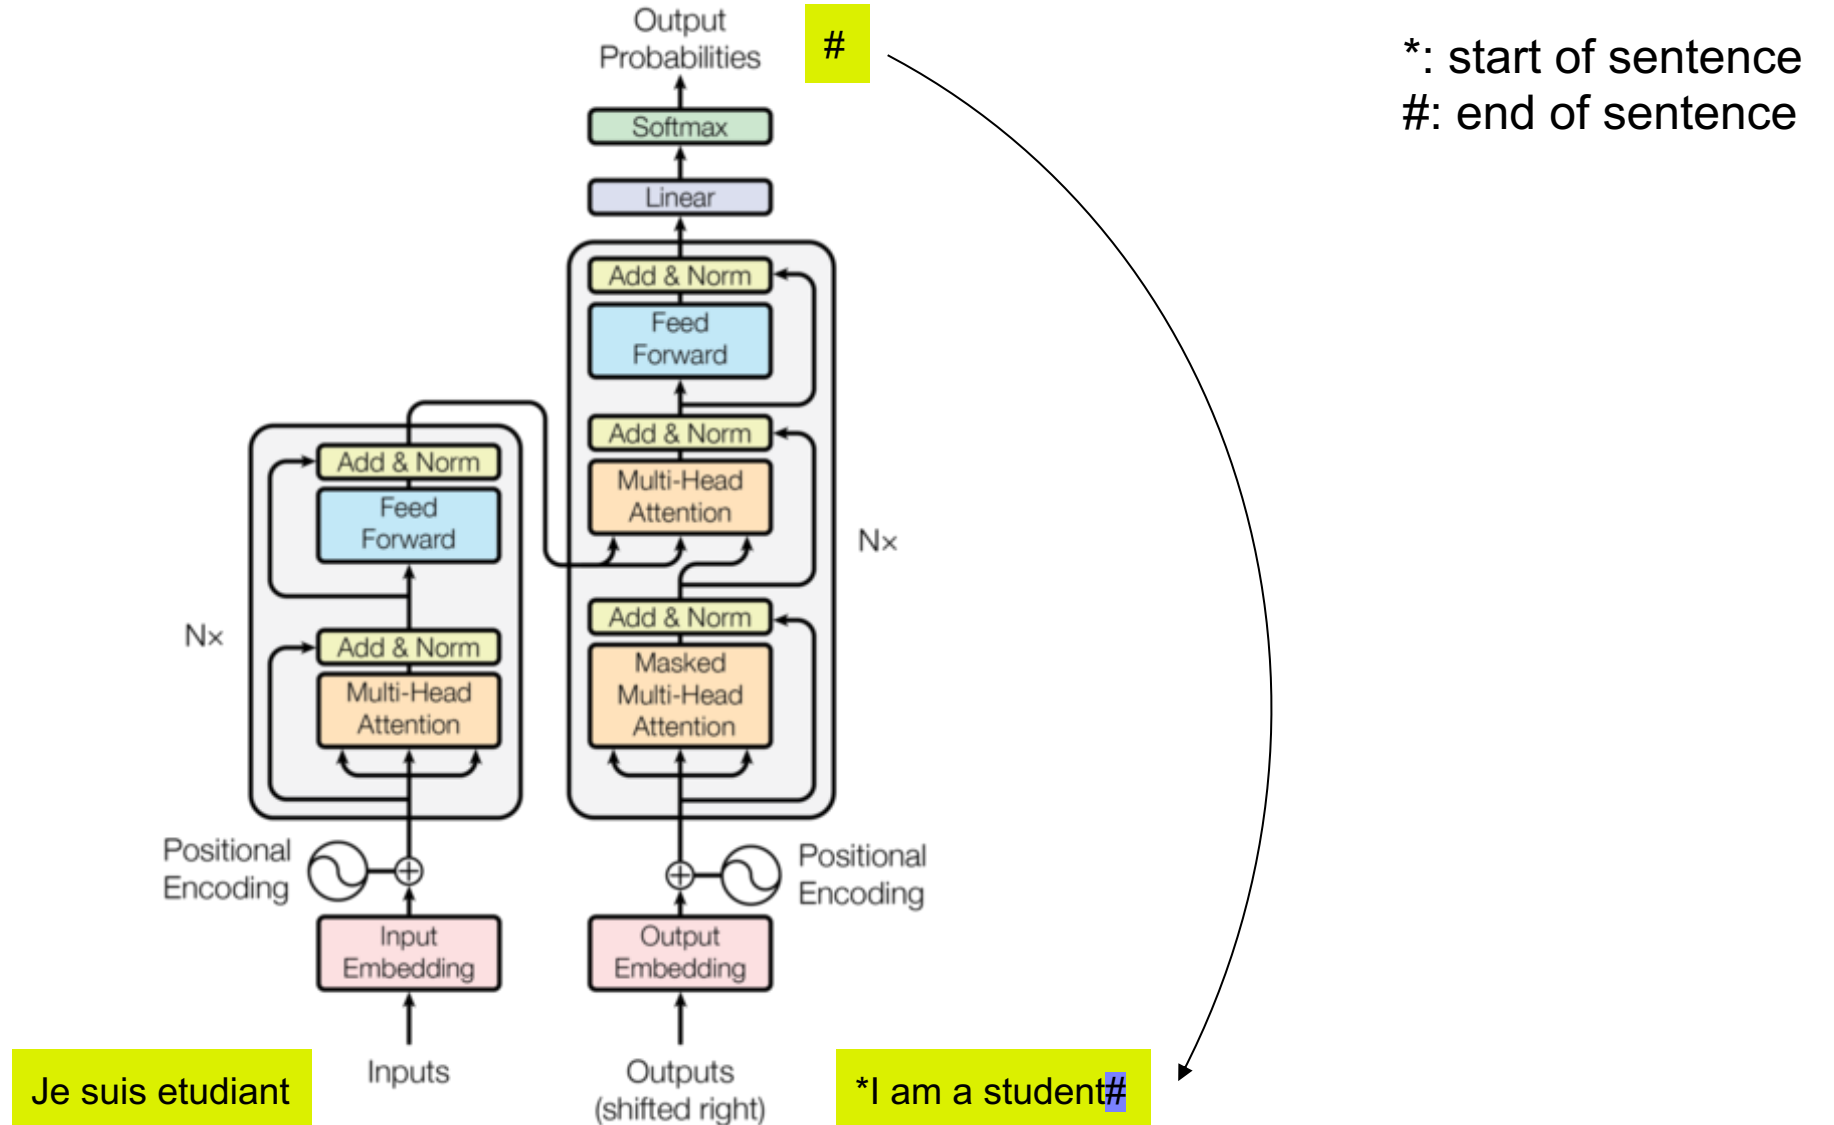 Output
Probabilities
#
*: start of sentence
#: end of sentence
Softmax
Linear
Add & Norm
Feed
Forward
Add & Norm
Multi-Head
Attention
Nx
Add & Norm
Masked
Multi-Head
Attention
Add & Norm
Feed
Forward
Nx
Add & Norm
Multi-Head
Attention
Positional
Encoding
Positional
Encoding
Input
Embedding
Output
Embedding
Je suis etudiant
Inputs
Outputs
(shifted right)
*I am a student#